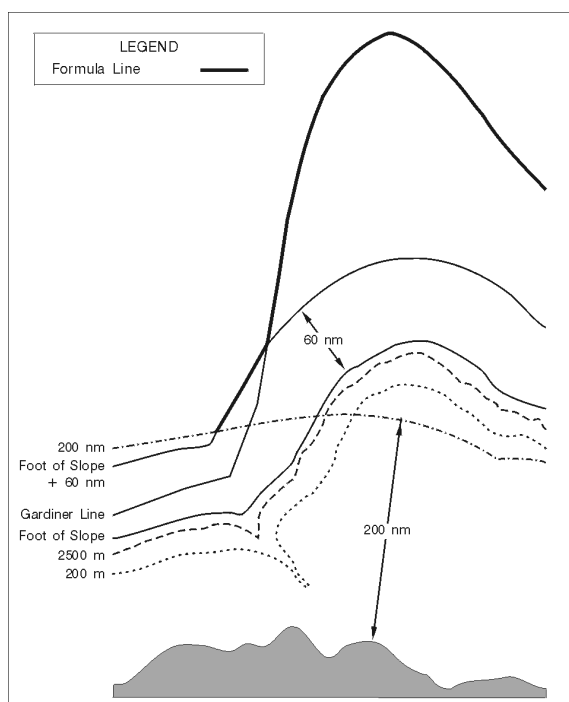 LEGEND
Formula Line
60 nm
200 nm
Foot of Slope
+ 60 nm
Gardiner Line
Foot of Slope
2500 m
200 m
200 nm